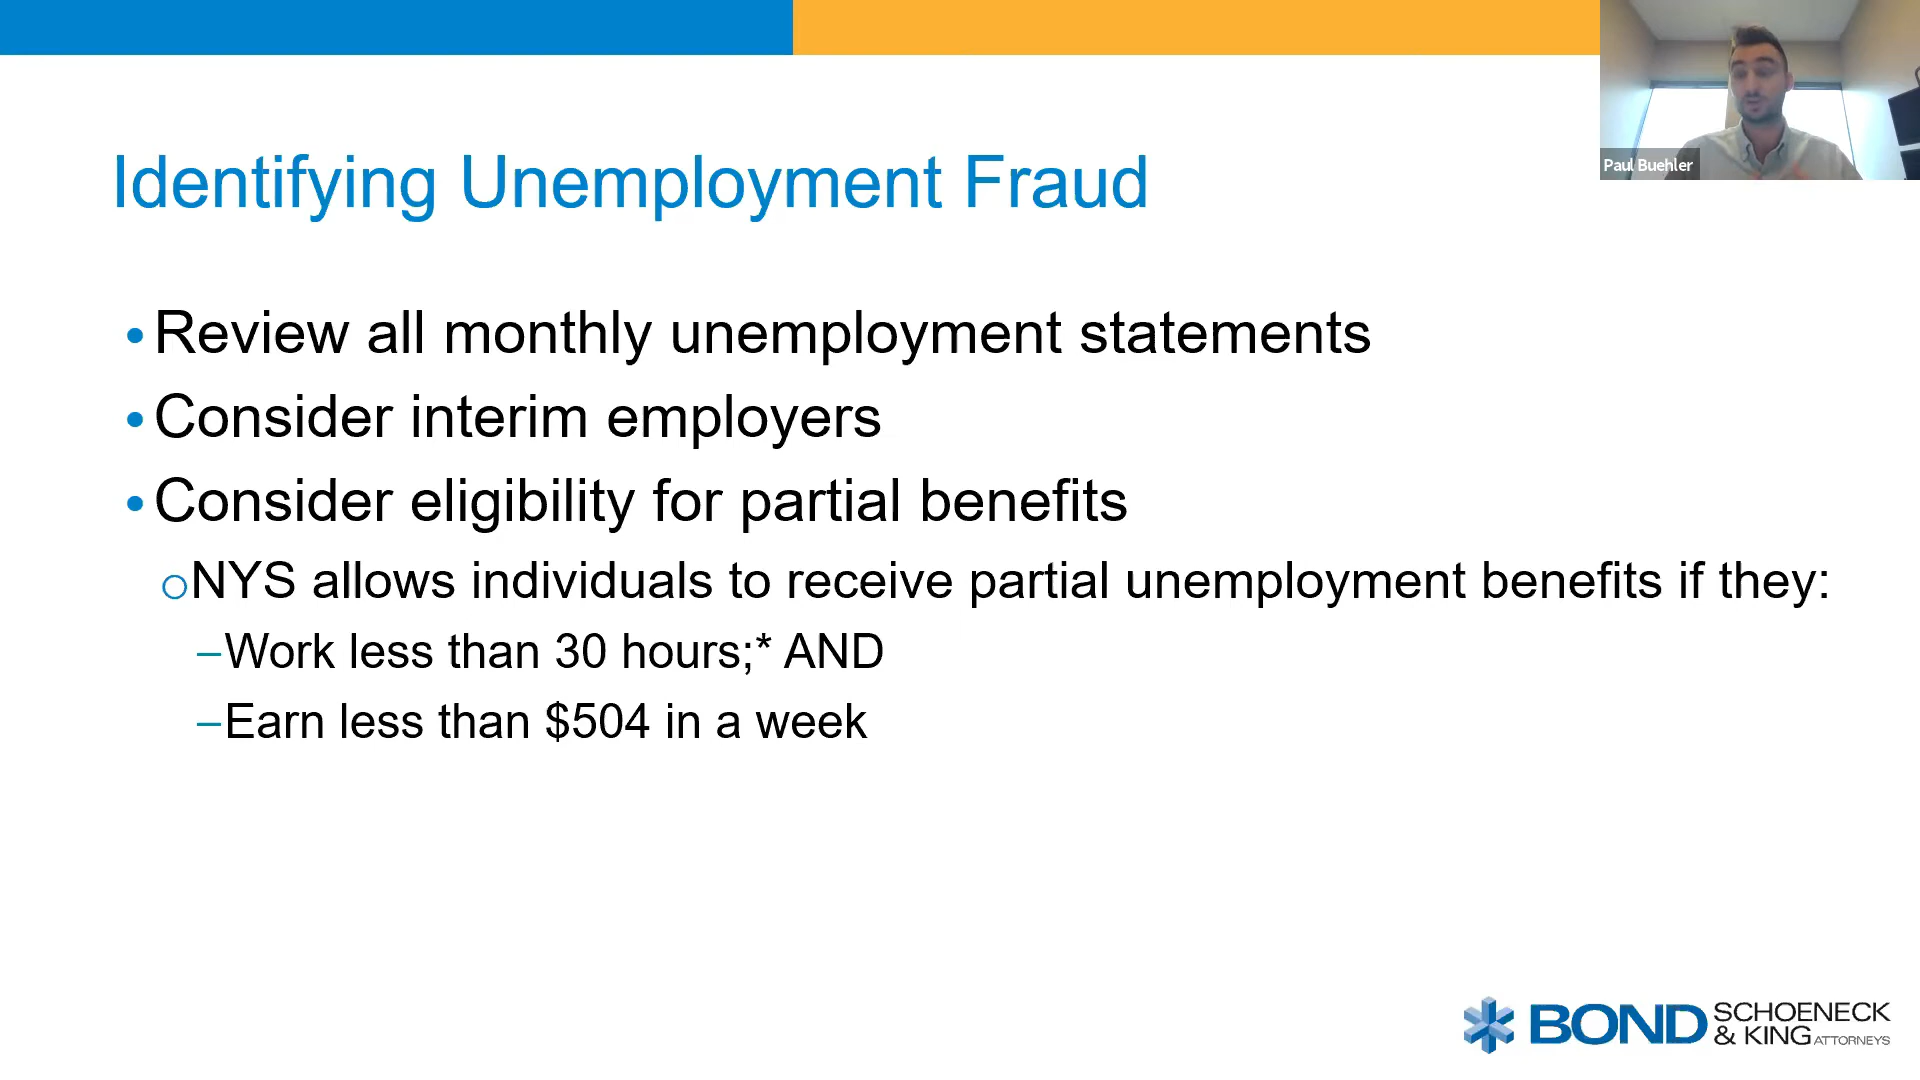 Paul Buehler
Identifying Unemployment Fraud
• Review all monthly unemployment statements
• Consider interim employers
• Consider eligibility for partial benefits
o NYS allows individuals to receive partial unemployment benefits if they:
– Work less than 30 hours;* AND
– Earn less than $504 in a week
BOND SCHOENECK
& KING ATTORNEYS